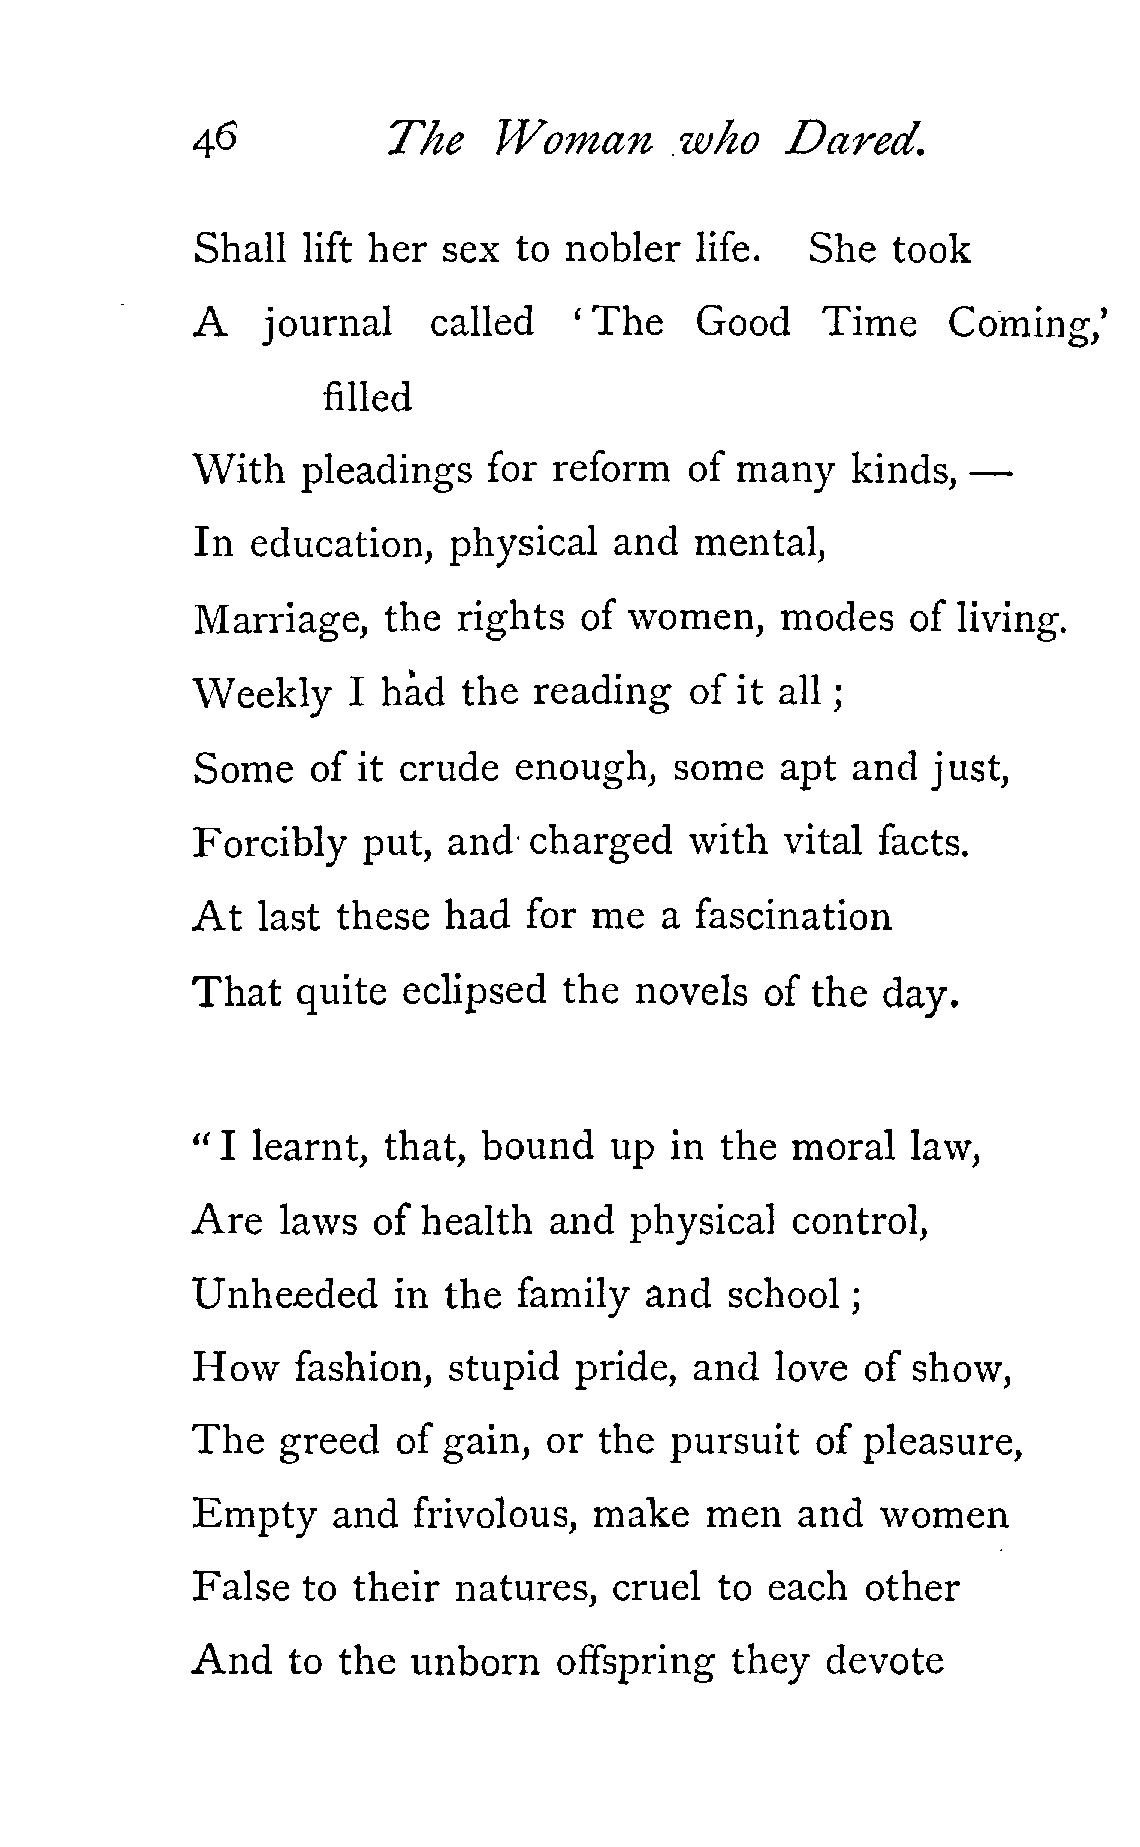 46 The Woman who Dared.
Shall lift her sex to nobler life. She took
A journal called ‘The Good Time Coming,’
filled
With pleadings for reform of many kinds, —
In education, physical and mental,
Marriage, the rights of women, modes of living.
Weekly I had the reading of it all ;
Some of it crude enough, some apt and just,
Forcibly put, and charged with vital facts.
At last these had for me a fascination
That quite eclipsed the novels of the day.
“ I learnt, that, bound up in the moral law,
Are laws of health and physical control,
Unheeded in the family and school ;
How fashion, stupid pride, and love of show,
The greed of gain, or the pursuit of pleasure,
Empty and frivolous, make men and women
False to their natures, cruel to each other
And to the unborn offspring they devote